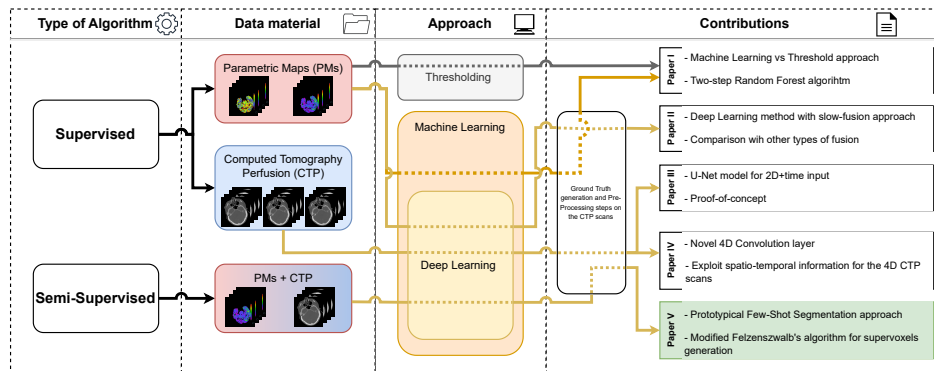 Type of Algorithm
Data material
Approach
Contributions
Supervised
Semi-Supervised
Parametric Maps (PMs)
Computed Tomography
Perfusion (CTP)
PMs + CTP
Thresholding
Machine Learning
Deep Learning
Ground Truth
generation and Pre-
Processing steps on
the CTP scans
Paper I
- Machine Learning vs Threshold approach
- Two-step Random Forest algorihtm
Paper II
- Deep Learning method with slow-fusion approach
- Comparison wih other types of fusion
Paper III
- U-Net model for 2D+time input
- Proof-of-concept
Paper IV
- Novel 4D Convolution layer
- Exploit spatio-temporal information for the 4D CTP
scans
Paper V
- Prototypical Few-Shot Segmentation approach
- Modified Felzenszwalb's algorithm for supervoxels
generation